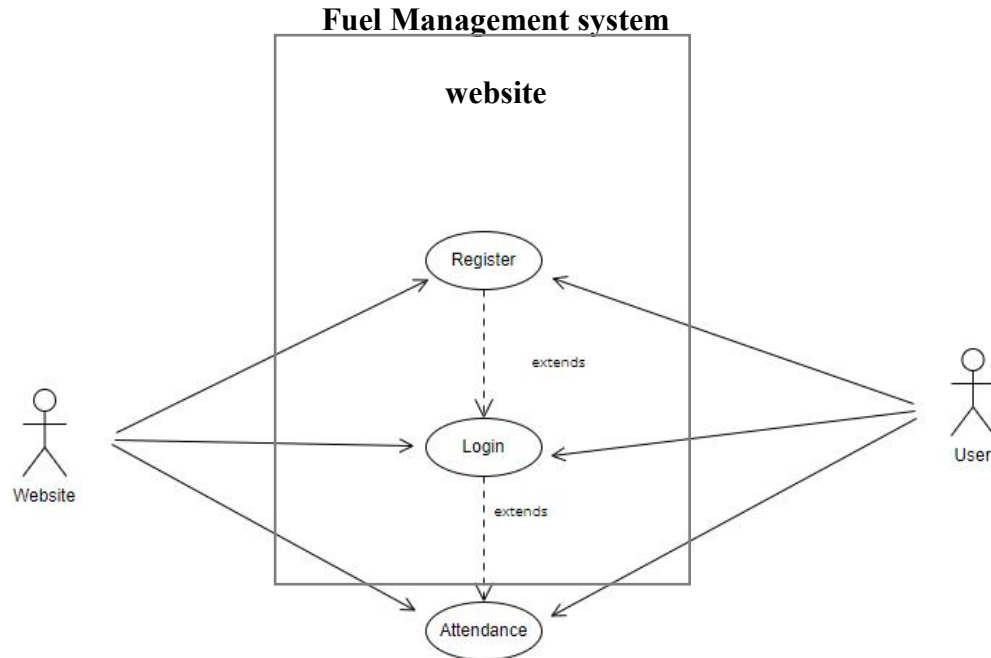 Fuel Management system
website
Register
extends
Login
Website
User
extends
Attendance